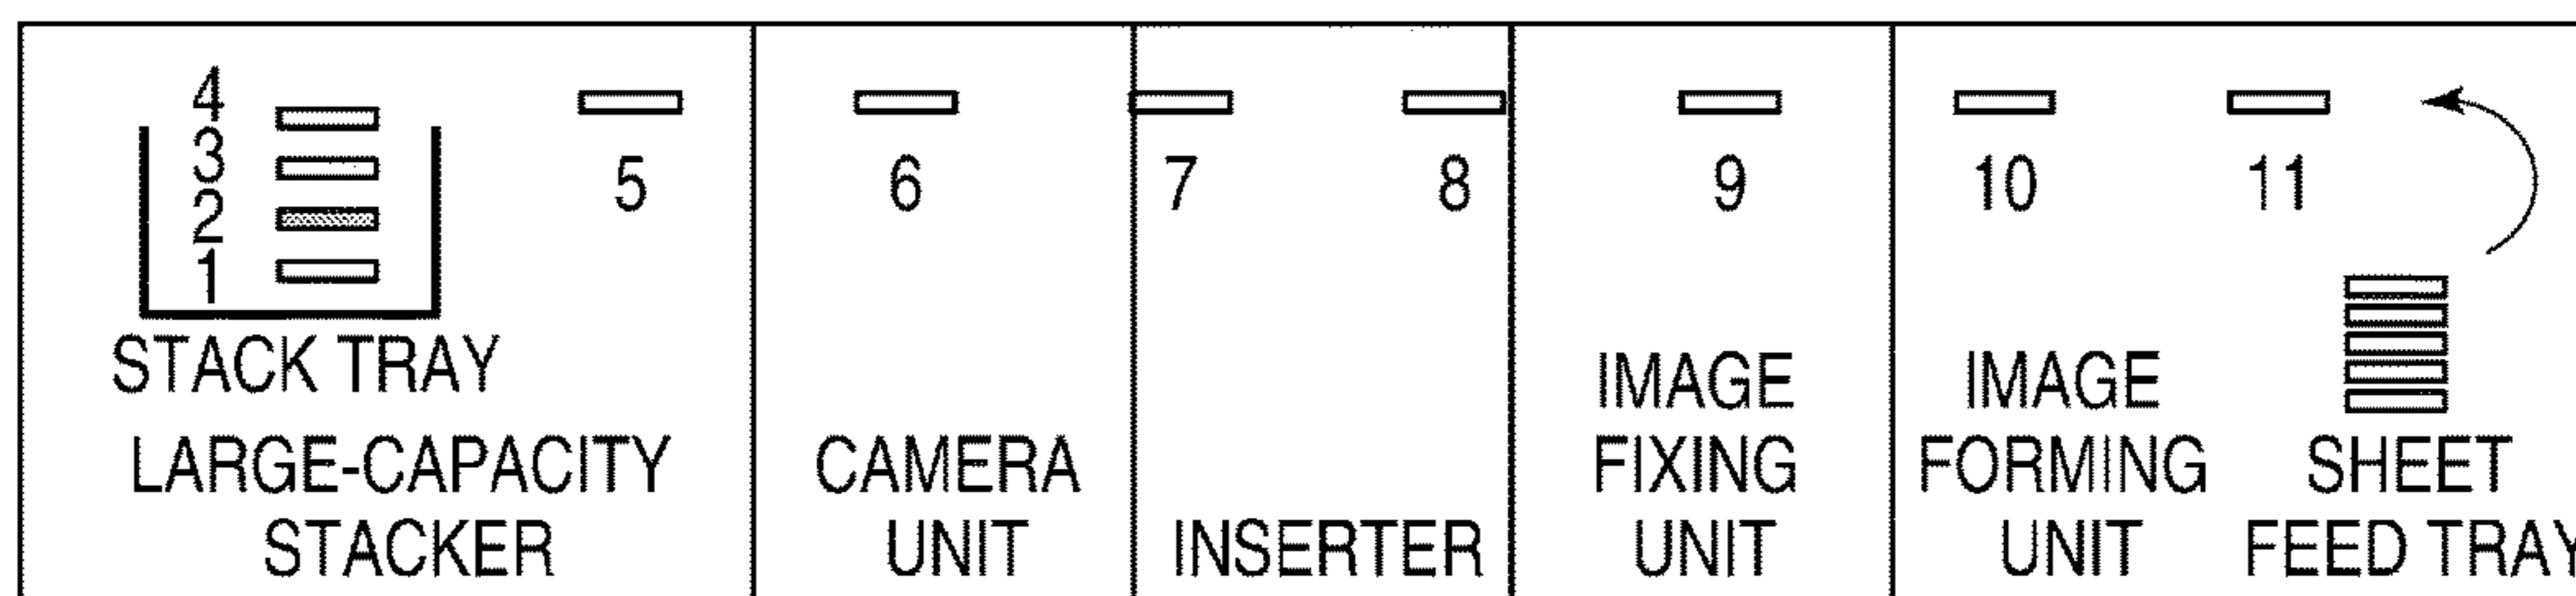 4
3
2
1
5
6
7
8
9
10
11
STACK TRAY
LARGE-CAPACITY
STACKER
CAMERA
UNIT
INSERTER
IMAGE
FIXING
UNIT
IMAGE
FORMING
UNIT
SHEET
FEED TRAY